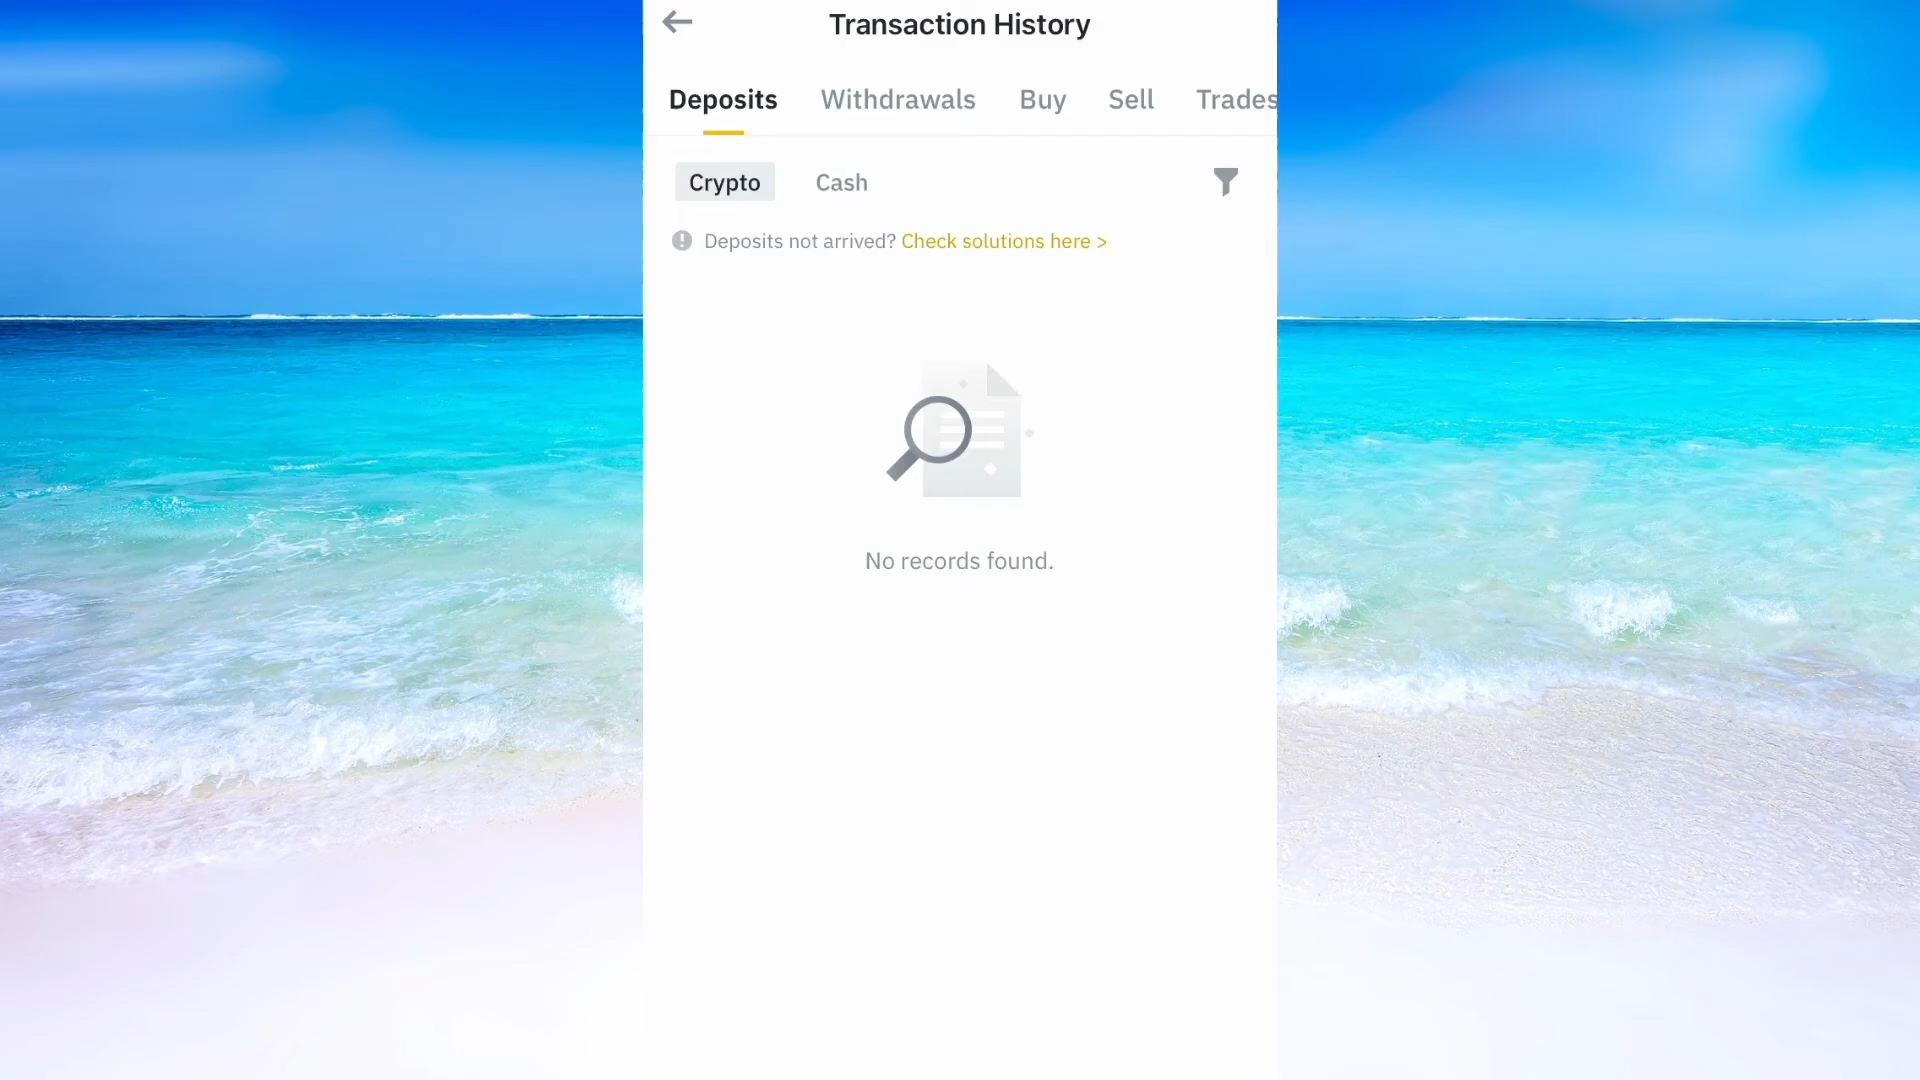 Transaction History
Deposits Withdrawals Buy Sell Trades
Crypto Cash
Deposits not arrived? Check solutions here >
No records found.